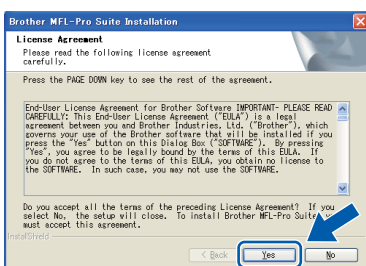 Brother MFL-Pro Suite Installation
License Agreement
Please read the following license agreement
carefully.
Press the PAGE DOWN key to see the rest of the agreement.
End-User License Agreement for Brother Software IMPORTANT- PLEASE READ
CAREFULLY: This End-User License Agreement ("EULA") is a legal
agreement between you and Brother Industries, Ltd. ("Brother"), which
governs your use of the Brother software that will be installed if you
press the "Yes" button on this Dialog Box ("SOFTWARE"). By pressing
"Yes", you agree to be legally bound by the terms of this EULA. If
you do not agree to the terms of this EULA, you obtain no license to
the SOFTWARE. In such case, you may not use the SOFTWARE.
Do you accept all the terms of the preceding License Agreement? If you
select No, the setup will close. To install Brother MFL-Pro Suite, you
must accept this agreement.
InstallShield
< Back
Yes
No